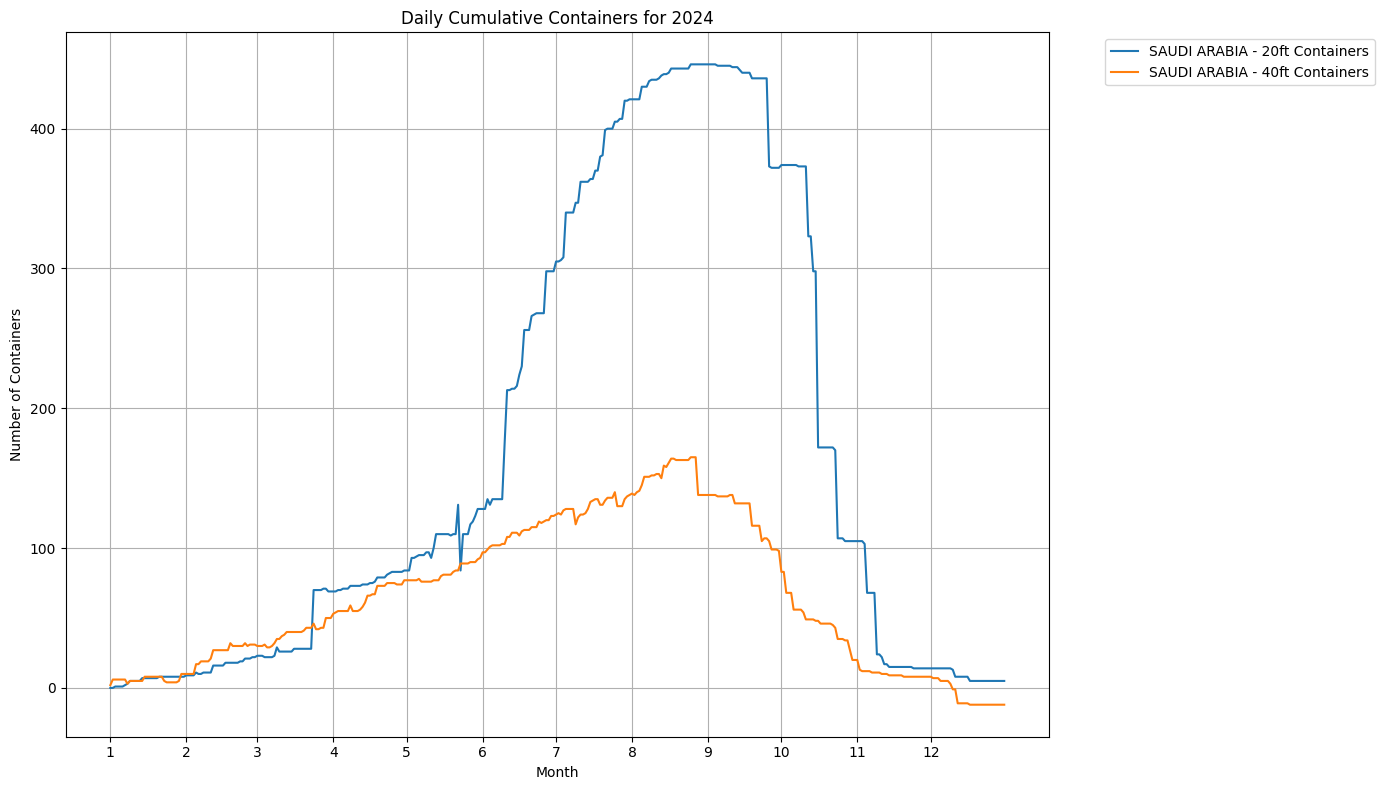 Daily Cumulative Containers for 2024
SAUDI ARABIA - 20ft Containers
SAUDI ARABIA - 40ft Containers
Number of Containers
400
300
200
100
0
1 2 3 4 5 6 7 8 9 10 11 12
Month